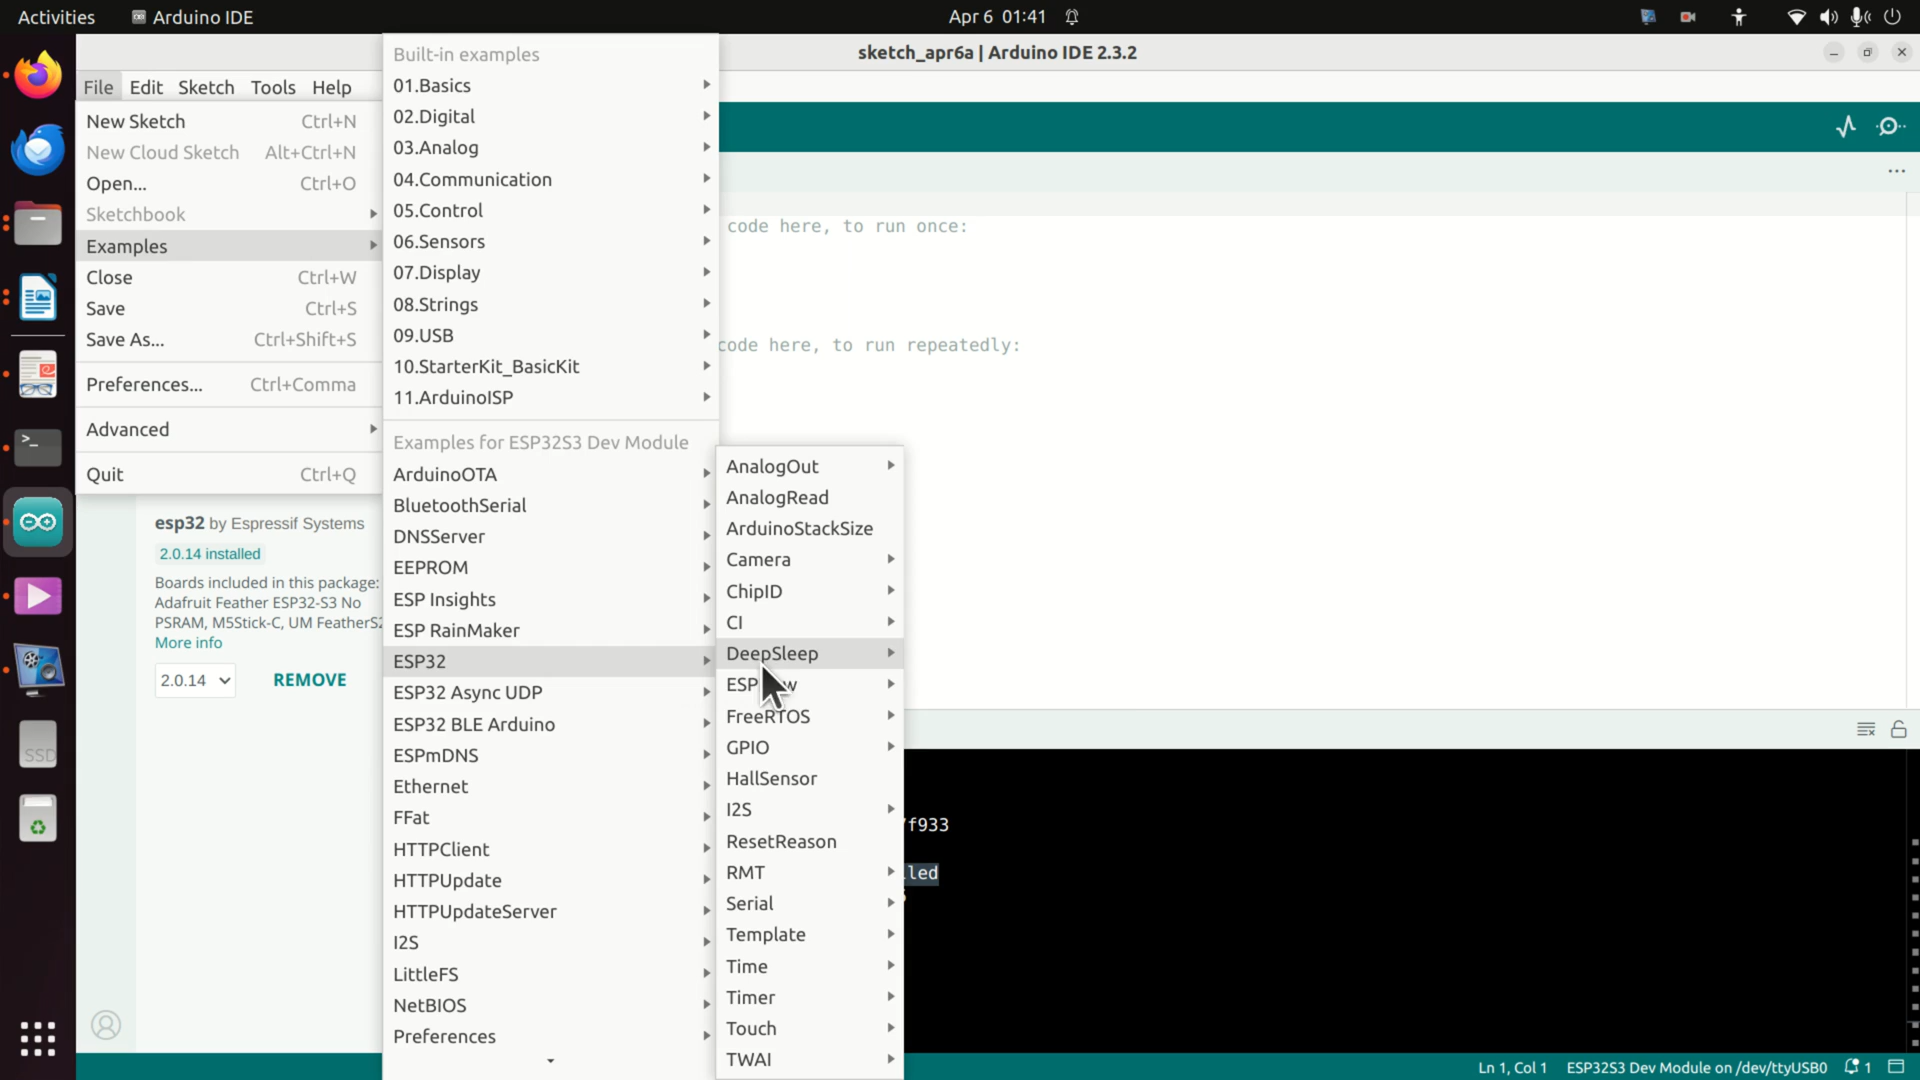 Activities
Arduino IDE
Apr 6 01:41
sketch_apr6a | Arduino IDE 2.3.2
File Edit Sketch Tools Help
New Sketch Ctrl+N
New Cloud Sketch Alt+Ctrl+N
Open... Ctrl+O
Sketchbook
Examples
Close Ctrl+W
Save Ctrl+S
Save As... Ctrl+Shift+S
Preferences... Ctrl+Comma
Advanced
Quit Ctrl+Q
Built-in examples
01.Basics
02.Digital
03.Analog
04.Communication
05.Control
06.Sensors
07.Display
08.Strings
09.USB
10.StarterKit_BasicKit
11.ArduinoISP
Examples for ESP32S3 Dev Module
ArduinoOTA
BluetoothSerial
DNSServer
EEPROM
ESP Insights
ESP RainMaker
ESP32
ESP32 Async UDP
ESP32 BLE Arduino
ESPmDNS
Ethernet
FFat
HTTPClient
HTTPUpdate
HTTPUpdateServer
I2S
LittleFS
NetBIOS
Preferences
AnalogOut
AnalogRead
ArduinoStackSize
Camera
ChipID
CI
DeepSleep
FreeRTOS
GPIO
HallSensor
I2S
ResetReason
RMT
Serial
Template
Time
Timer
Touch
TWAI
code here, to run once:
code here, to run repeatedly:
esp32 by Espressif Systems
2.0.14 installed
Boards included in this package:
Adafruit Feather ESP32-S3 No
PSRAM, M5Stick-C, UM FeatherS2
More info
2.0.14 REMOVE
f933
led
SSD
Ln 1, Col 1 ESP32S3 Dev Module on /dev/ttyUSB0 1